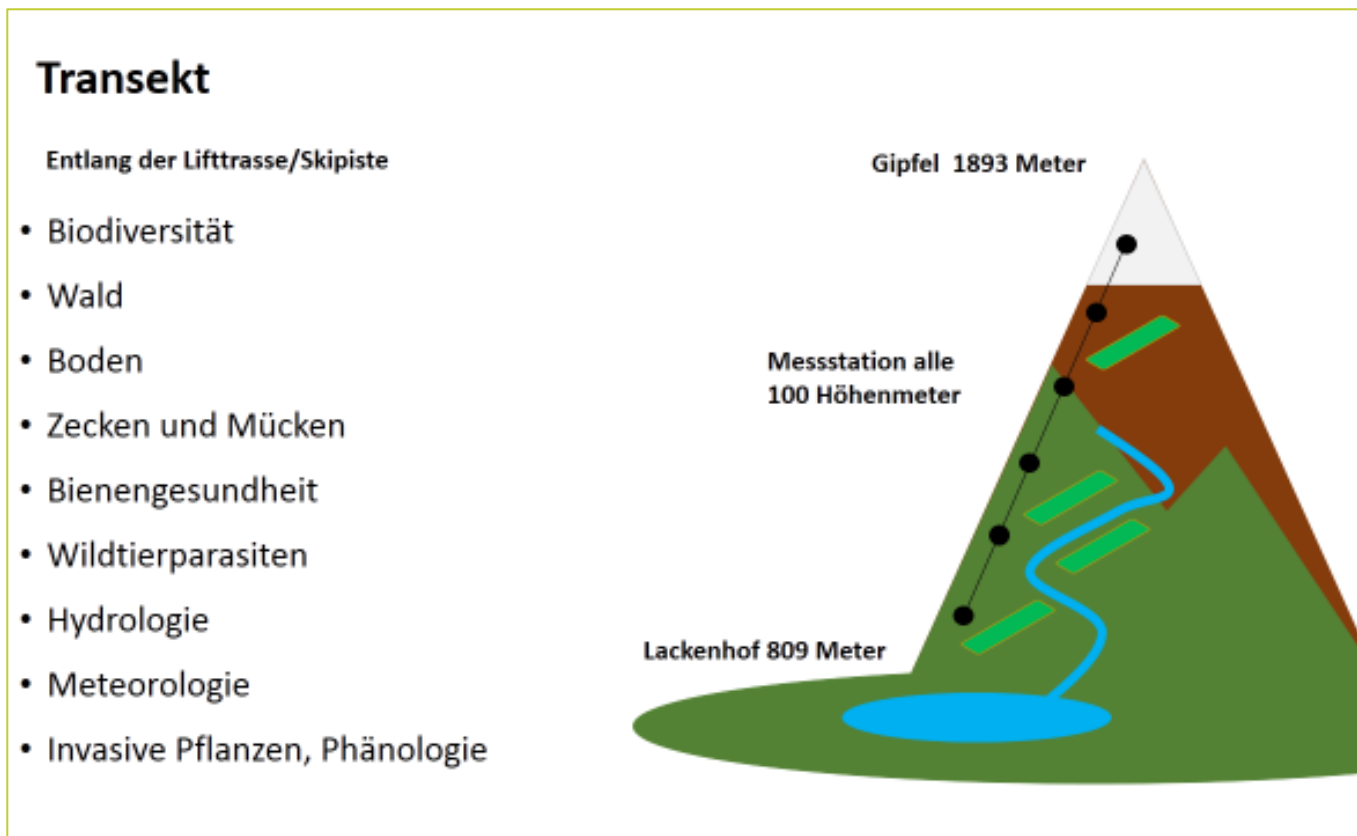 Transekt
Entlang der Lifttrasse/Skipiste
• Biodiversität
• Wald
• Boden
• Zecken und Mücken
• Bienengesundheit
• Wildtierparasiten
• Hydrologie
• Meteorologie
• Invasive Pflanzen, Phänologie
Gipfel 1893 Meter
Messstation alle
100 Höhenmeter
Lackenhof 809 Meter